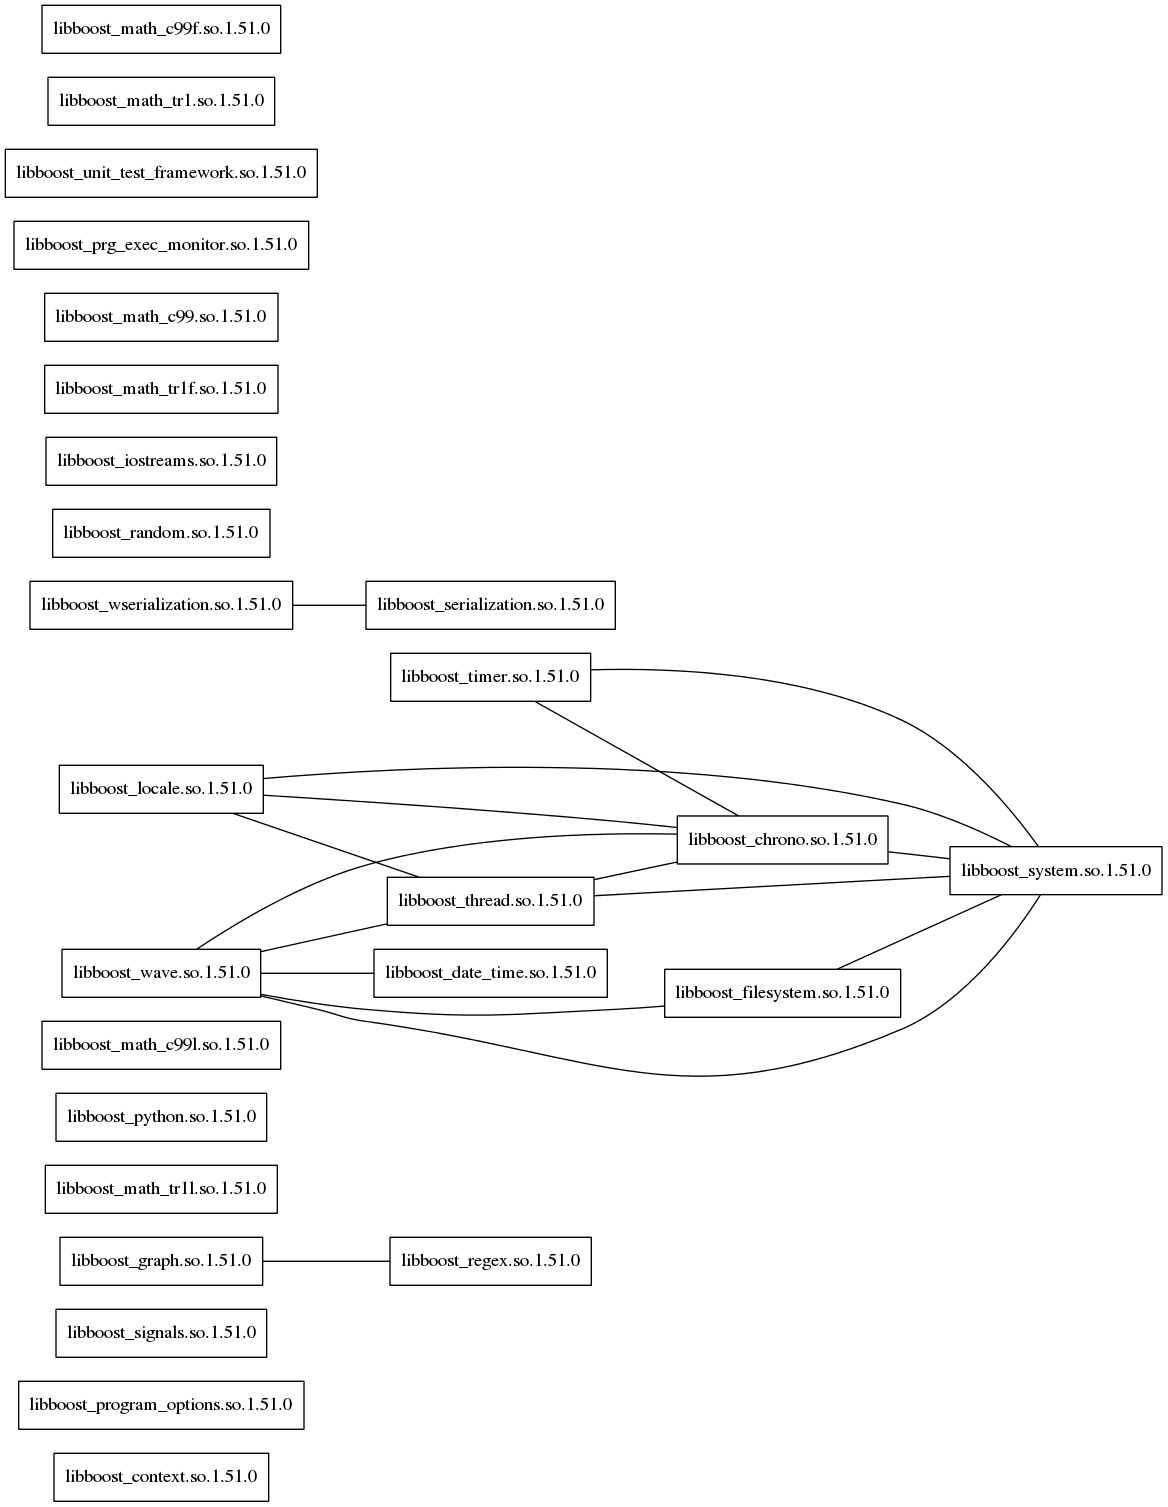 libboost_math_c99f.so.1.51.0
libboost_math_tr1.so.1.51.0
libboost_unit_test_framework.so.1.51.0
libboost_prg_exec_monitor.so.1.51.0
libboost_math_c99.so.1.51.0
libboost_math_tr1f.so.1.51.0
libboost_iostreams.so.1.51.0
libboost_random.so.1.51.0
libboost_wserialization.so.1.51.0
libboost_serialization.so.1.51.0
libboost_timer.so.1.51.0
libboost_locale.so.1.51.0
libboost_chrono.so.1.51.0
libboost_system.so.1.51.0
libboost_thread.so.1.51.0
libboost_wave.so.1.51.0
libboost_date_time.so.1.51.0
libboost_filesystem.so.1.51.0
libboost_math_c99l.so.1.51.0
libboost_python.so.1.51.0
libboost_math_tr1l.so.1.51.0
libboost_graph.so.1.51.0
libboost_regex.so.1.51.0
libboost_signals.so.1.51.0
libboost_program_options.so.1.51.0
libboost_context.so.1.51.0